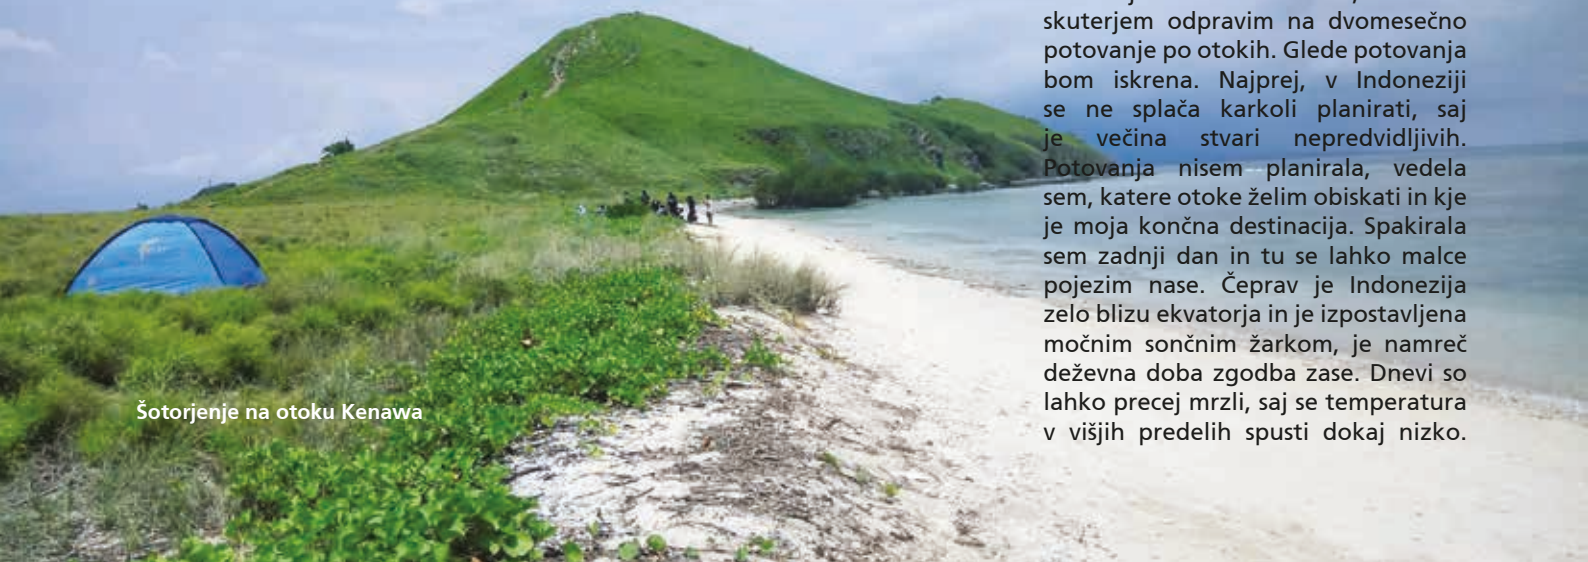 skuterjem odpravim na dvomesečno
potovanje po otokih. Glede potovanja
bom iskrena. Najprej, v Indoneziji
se ne splača karkoli planirati, saj
je večina stvari nepredvidljivih.
Potovanja nisem planirala, vedela
sem, katere otoke želim obiskati in kje
je moja končna destinacija. Spakirala
sem zadnji dan in tu se lahko malce
pojezim nase. Čeprav je Indonezija
zelo blizu ekvatorja in je izpostavljena
močnim sončnim žarkom, je namreč
deževna doba zgodba zase. Dnevi so
lahko precej mrzli, saj se temperatura
v višjih predelih spusti dokaj nizko.
Šotorjenje na otoku Kenawa